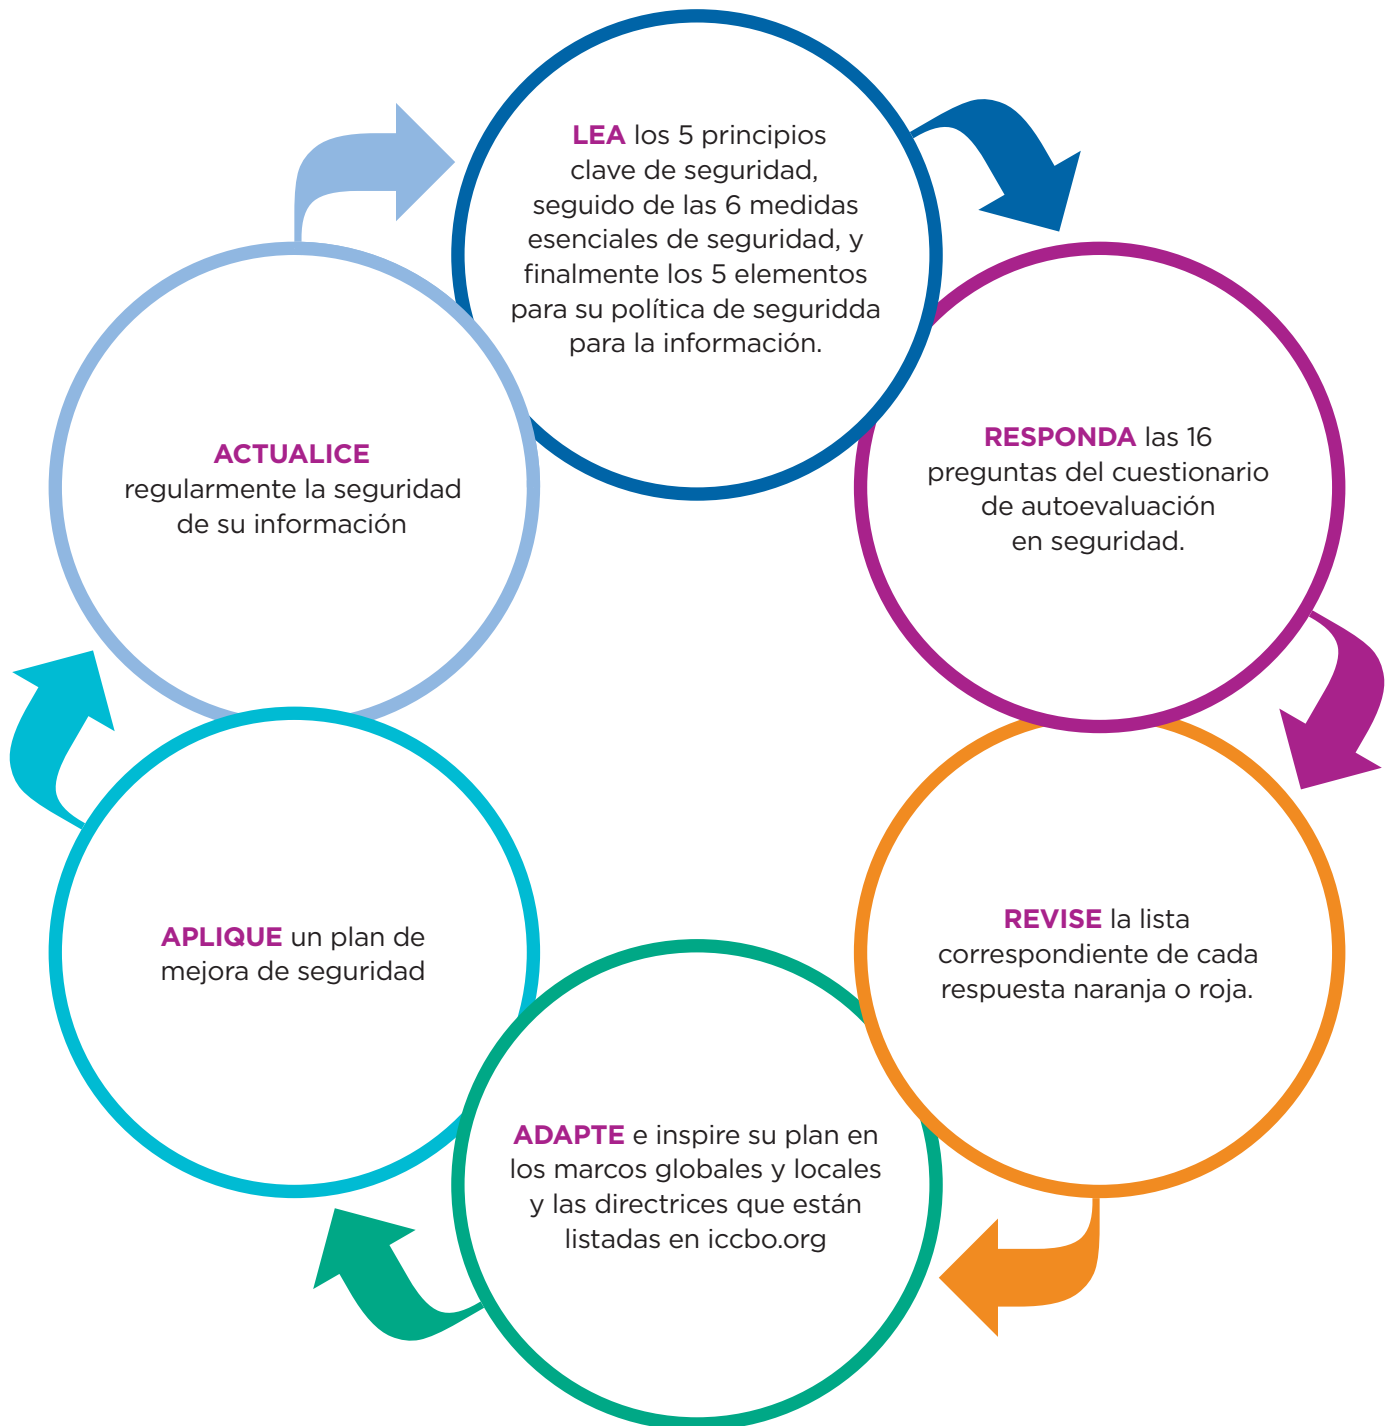 LEA los 5 principios
clave de seguridad,
seguido de las 6 medidas
esenciales de seguridad, y
finalmente los 5 elementos
para su política de seguridda
para la información.
RESPONDA las 16
preguntas del cuestionario
de autoevaluación
en seguridad.
REVISE la lista
correspondiente de cada
respuesta naranja o roja.
ADAPTE e inspire su plan en
los marcos globales y locales
y las directrices que están
listadas en iccbo.org
APLIQUE un plan de
mejora de seguridad
ACTUALICE
regularmente la seguridad
de su información